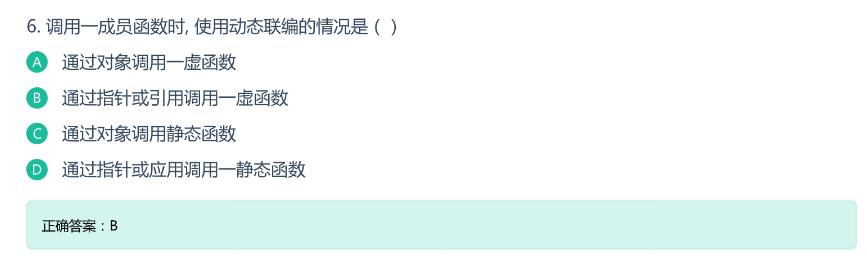 6. 调用一成员函数时, 使用动态联编的情况是 ( )
A 通过对象调用一虚函数
B 通过指针或引用调用一虚函数
C 通过对象调用静态函数
D 通过指针或应用调用一静态函数
正确答案：B